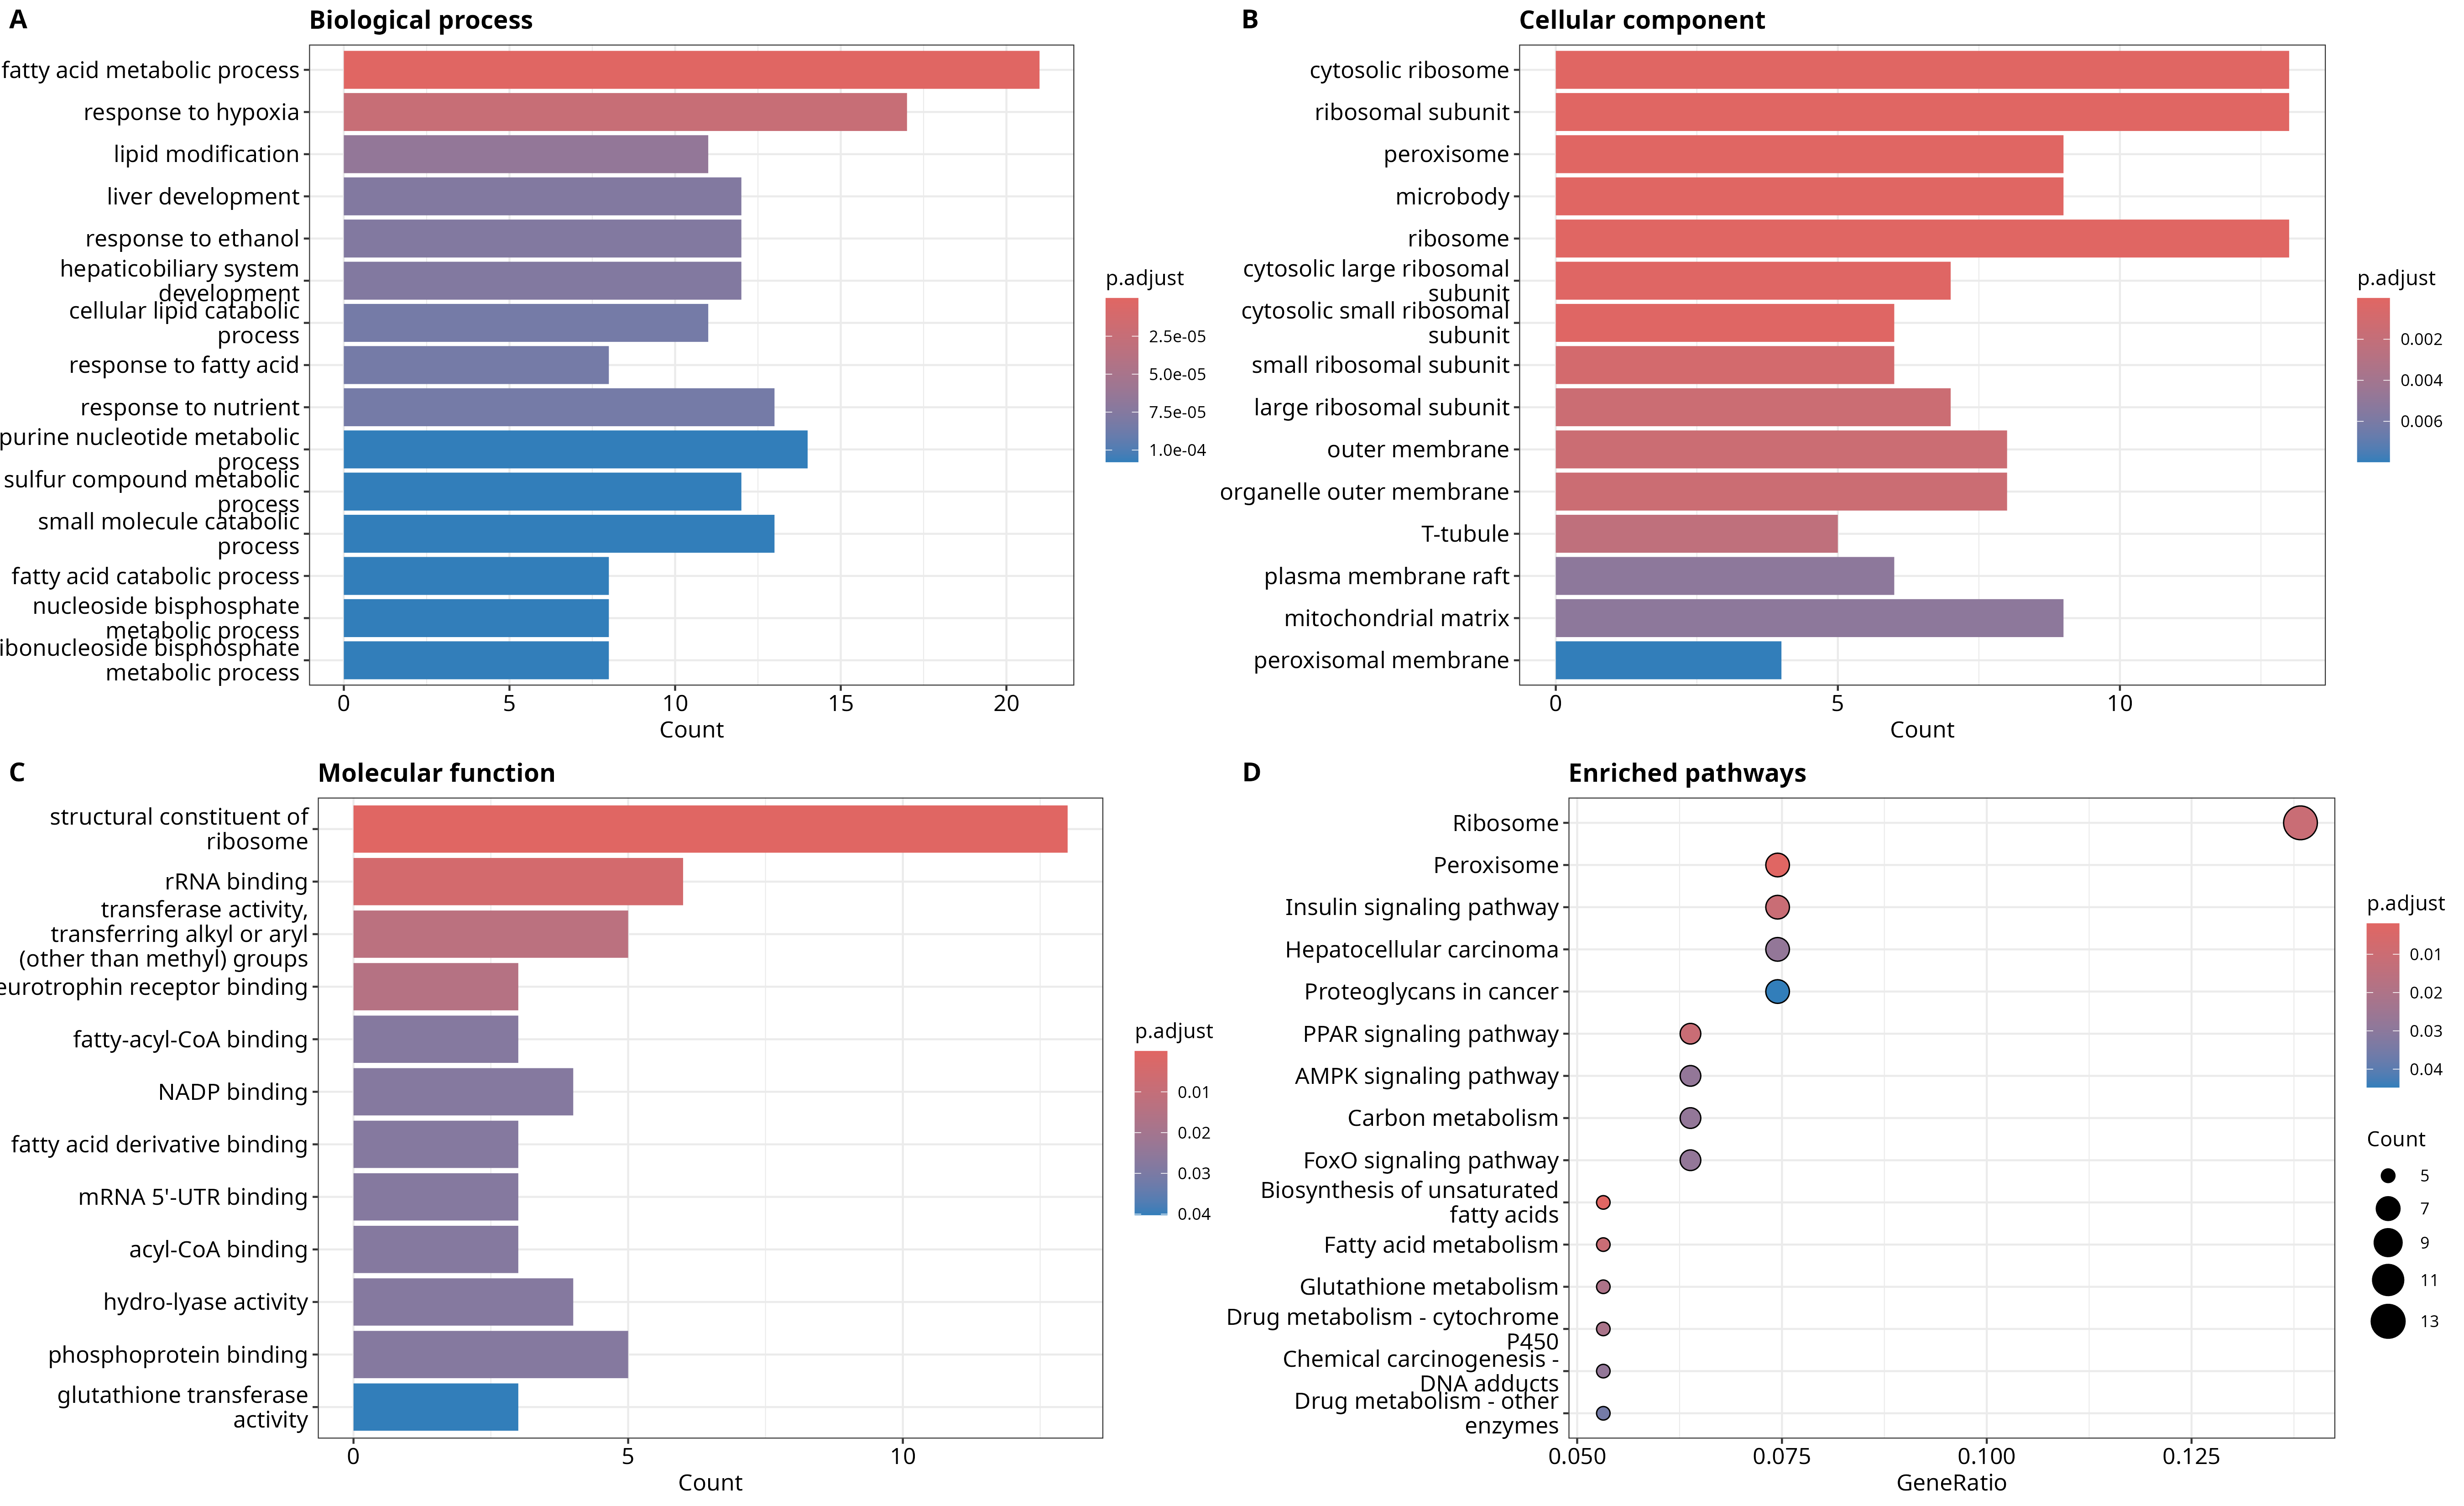 A
Biological process
fatty acid metabolic process
response to hypoxia
lipid modification
liver development
response to ethanol
hepaticobiliary system
development
cellular lipid catabolic
process
response to fatty acid
response to nutrient
purine nucleotide metabolic
process
sulfur compound metabolic
process
small molecule catabolic
process
fatty acid catabolic process
nucleoside bisphosphate
metabolic process
ibonucleoside bisphosphate
metabolic process
0 5 10 15 20
Count
p.adjust
2.5e-05
5.0e-05
7.5e-05
1.0e-04
B
Cellular component
cytosolic ribosome
ribosomal subunit
peroxisome
microbody
ribosome
cytosolic large ribosomal
subunit
cytosolic small ribosomal
subunit
small ribosomal subunit
large ribosomal subunit
outer membrane
organelle outer membrane
T-tubule
plasma membrane raft
mitochondrial matrix
peroxisomal membrane
0 5 10
Count
p.adjust
0.002
0.004
0.006
C
Molecular function
structural constituent of
ribosome
rRNA binding
transferase activity,
transferring alkyl or aryl
(other than methyl) groups
eurotrophin receptor binding
fatty-acyl-CoA binding
NADP binding
fatty acid derivative binding
mRNA 5'-UTR binding
acyl-CoA binding
hydro-lyase activity
phosphoprotein binding
glutathione transferase
activity
0 5 10
Count
p.adjust
0.01
0.02
0.03
0.04
D
Enriched pathways
Ribosome
Peroxisome
Insulin signaling pathway
Hepatocellular carcinoma
Proteoglycans in cancer
PPAR signaling pathway
AMPK signaling pathway
Carbon metabolism
FoxO signaling pathway
Biosynthesis of unsaturated
fatty acids
Fatty acid metabolism
Glutathione metabolism
Drug metabolism - cytochrome
P450
Chemical carcinogenesis -
DNA adducts
Drug metabolism - other
enzymes
0.050 0.075 0.100 0.125
GeneRatio
p.adjust
0.01
0.02
0.03
0.04
Count
5
7
9
11
13